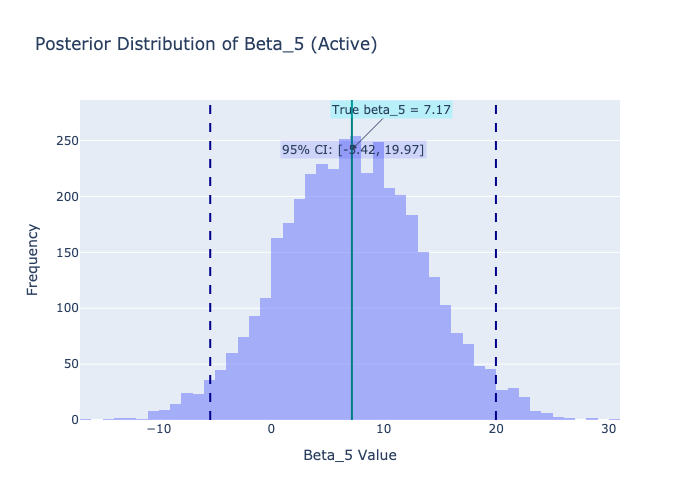 Posterior Distribution of Beta_5 (Active)
True beta_5 = 7.17
95% CI: [-5.42, 19.97]
250
200
150
100
50
0
Frequency
−10
0
10
20
30
Beta_5 Value